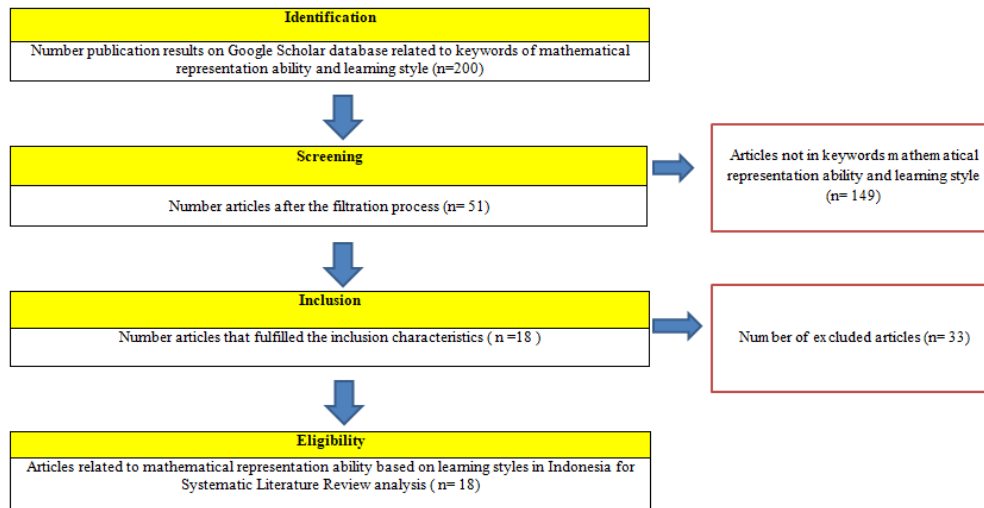 Identification
Number publication results on Google Scholar database related to keywords of mathematical
representation ability and learning style (n=200)
Screening
Number articles after the filtration process (n= 51)
Articles not in keywords mathematical
representation ability and learning style
(n= 149)
Inclusion
Number articles that fulfilled the inclusion characteristics ( n =18 )
Number of excluded articles (n= 33)
Eligibility
Articles related to mathematical representation ability based on learning styles in Indonesia for
Systematic Literature Review analysis ( n= 18)